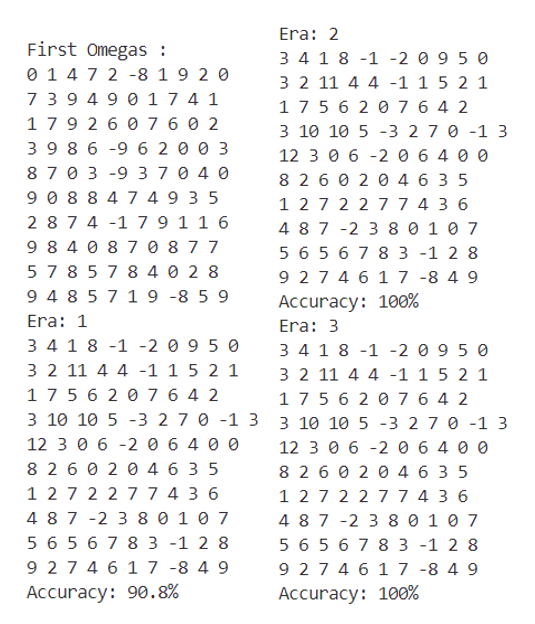 First Omegas :
0 1 4 7 2 -8 1 9 2 0
7 3 9 4 9 0 1 7 4 1
1 7 9 2 6 0 7 6 0 2
3 9 8 6 -9 6 2 0 0 3
8 7 0 3 -9 3 7 0 4 0
9 0 8 8 4 7 4 9 3 5
2 8 7 4 -1 7 9 1 1 6
9 8 4 0 8 7 0 8 7 7
5 7 8 5 7 8 4 0 2 8
9 4 8 5 7 1 9 -8 5 9
Era: 1
3 4 1 8 -1 -2 0 9 5 0
3 2 11 4 4 -1 1 5 2 1
1 7 5 6 2 0 7 6 4 2
3 10 10 5 -3 2 7 0 -1 3
12 3 0 6 -2 0 6 4 0 0
8 2 6 0 2 0 4 6 3 5
1 2 7 2 2 7 7 4 3 6
4 8 7 -2 3 8 0 1 0 7
5 6 5 6 7 8 3 -1 2 8
9 2 7 4 6 1 7 -8 4 9
Accuracy: 90.8%
Era: 2
3 4 1 8 -1 -2 0 9 5 0
3 2 11 4 4 -1 1 5 2 1
1 7 5 6 2 0 7 6 4 2
3 10 10 5 -3 2 7 0 -1 3
12 3 0 6 -2 0 6 4 0 0
8 2 6 0 2 0 4 6 3 5
1 2 7 2 2 7 7 4 3 6
4 8 7 -2 3 8 0 1 0 7
5 6 5 6 7 8 3 -1 2 8
9 2 7 4 6 1 7 -8 4 9
Accuracy: 100%
Era: 3
3 4 1 8 -1 -2 0 9 5 0
3 2 11 4 4 -1 1 5 2 1
1 7 5 6 2 0 7 6 4 2
3 10 10 5 -3 2 7 0 -1 3
12 3 0 6 -2 0 6 4 0 0
8 2 6 0 2 0 4 6 3 5
1 2 7 2 2 7 7 4 3 6
4 8 7 -2 3 8 0 1 0 7
5 6 5 6 7 8 3 -1 2 8
9 2 7 4 6 1 7 -8 4 9
Accuracy: 100%